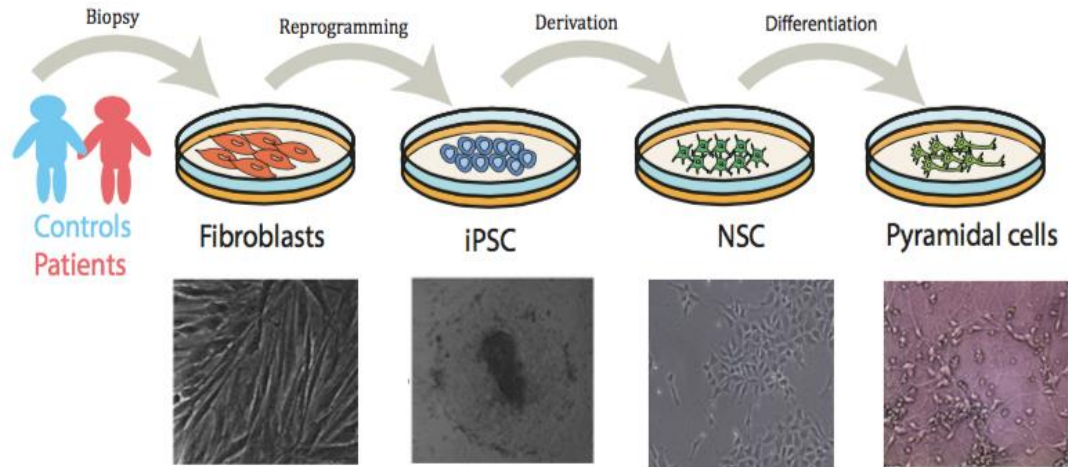 Biopsy
Reprogramming
Derivation
Differentiation
Controls
Patients
Fibroblasts
iPSC
NSC
Pyramidal cells